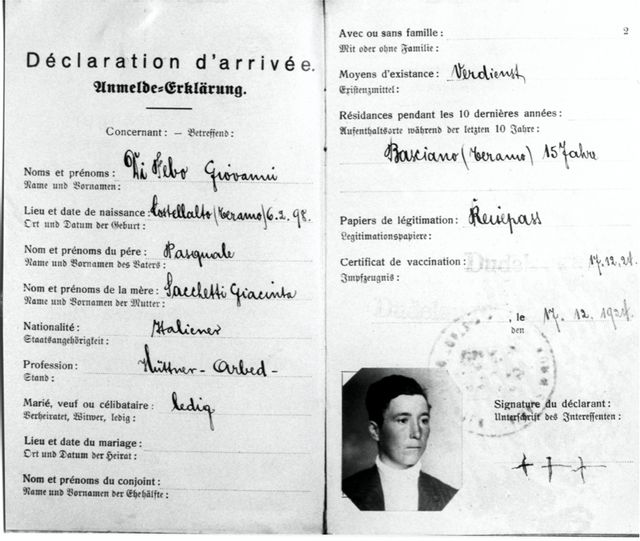 Déclaration d'arrivée.
Anmelde=Erklärung.
Concernant: — Betreffend:
Noms et prénoms: Di Febo Giovanni
Name und Vornamen:
Lieu et date de naissance: Castellalto (Teramo) 6.2.98.
Ort und Datum der Geburt:
Nom et prénoms du pére: Pasquale
Name und Vornamen des Vaters:
Nom et prénoms de la mère: Sacchetti Giacinta
Name und Vornamen der Mutter:
Nationalité: Italiener
Staatsangehörigkeit:
Profession: Hüttner - Arbed -
Stand:
Marié, veuf ou célibataire: ledig
Verheiratet, Witwer, ledig:
Lieu et date du mariage:
Ort und Datum der Heirat:
Nom et prénoms du conjoint:
Name und Vornamen der Ehehälfte:
2
Avec ou sans famille:
Mit oder ohne Familie:
Moyens d'existance: Verdienst
Existenzmittel:
Résidances pendant les 10 dernières années:
Aufenthaltsorte während der letzten 10 Jahre:
Basciano (Teramo) 15 Jahre
Papiers de légitimation: Reisepass
Legitimationspapiere:
Certificat de vaccination: 17.12.24.
Impfzeugnis:
, le 17. 12. 1924.
den
Signature du déclarant:
Unterschrift des Interessenten:
+ + +